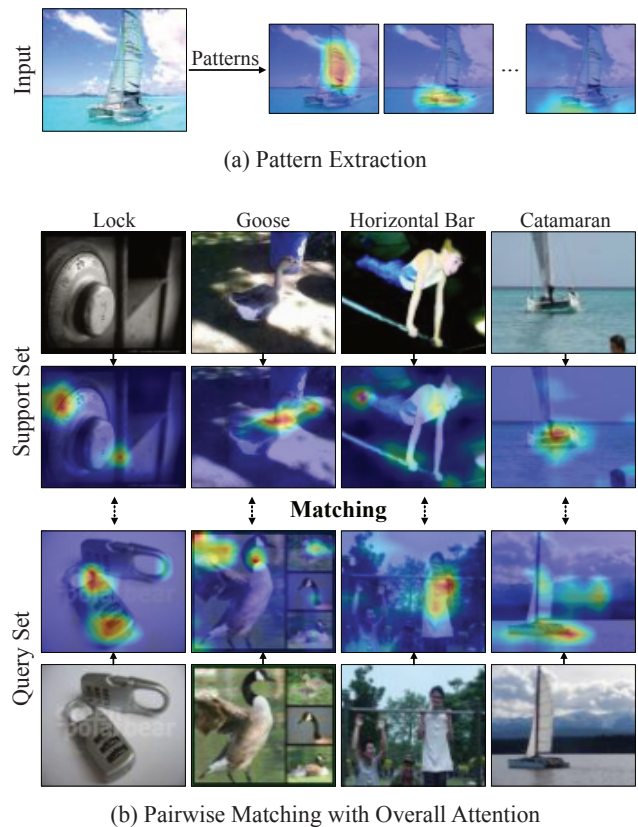 Input
Patterns
...
(a) Pattern Extraction
Lock
Goose
Horizontal Bar
Catamaran
Support Set
Matching
Query Set
polarbear
(b) Pairwise Matching with Overall Attention